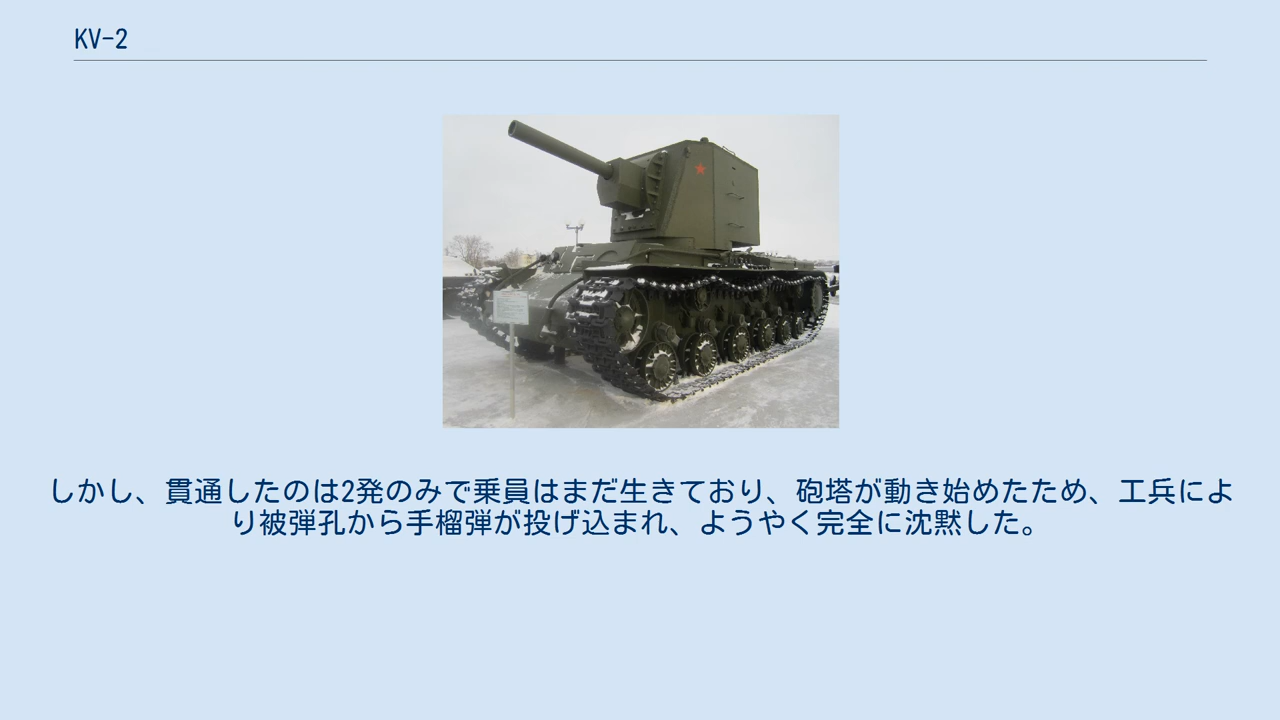 KV-2
しかし、貫通したのは2発のみで乗員はまだ生きており、砲塔が動き始めたため、工兵によ
り被弾孔から手榴弾が投げ込まれ、ようやく完全に沈黙した。